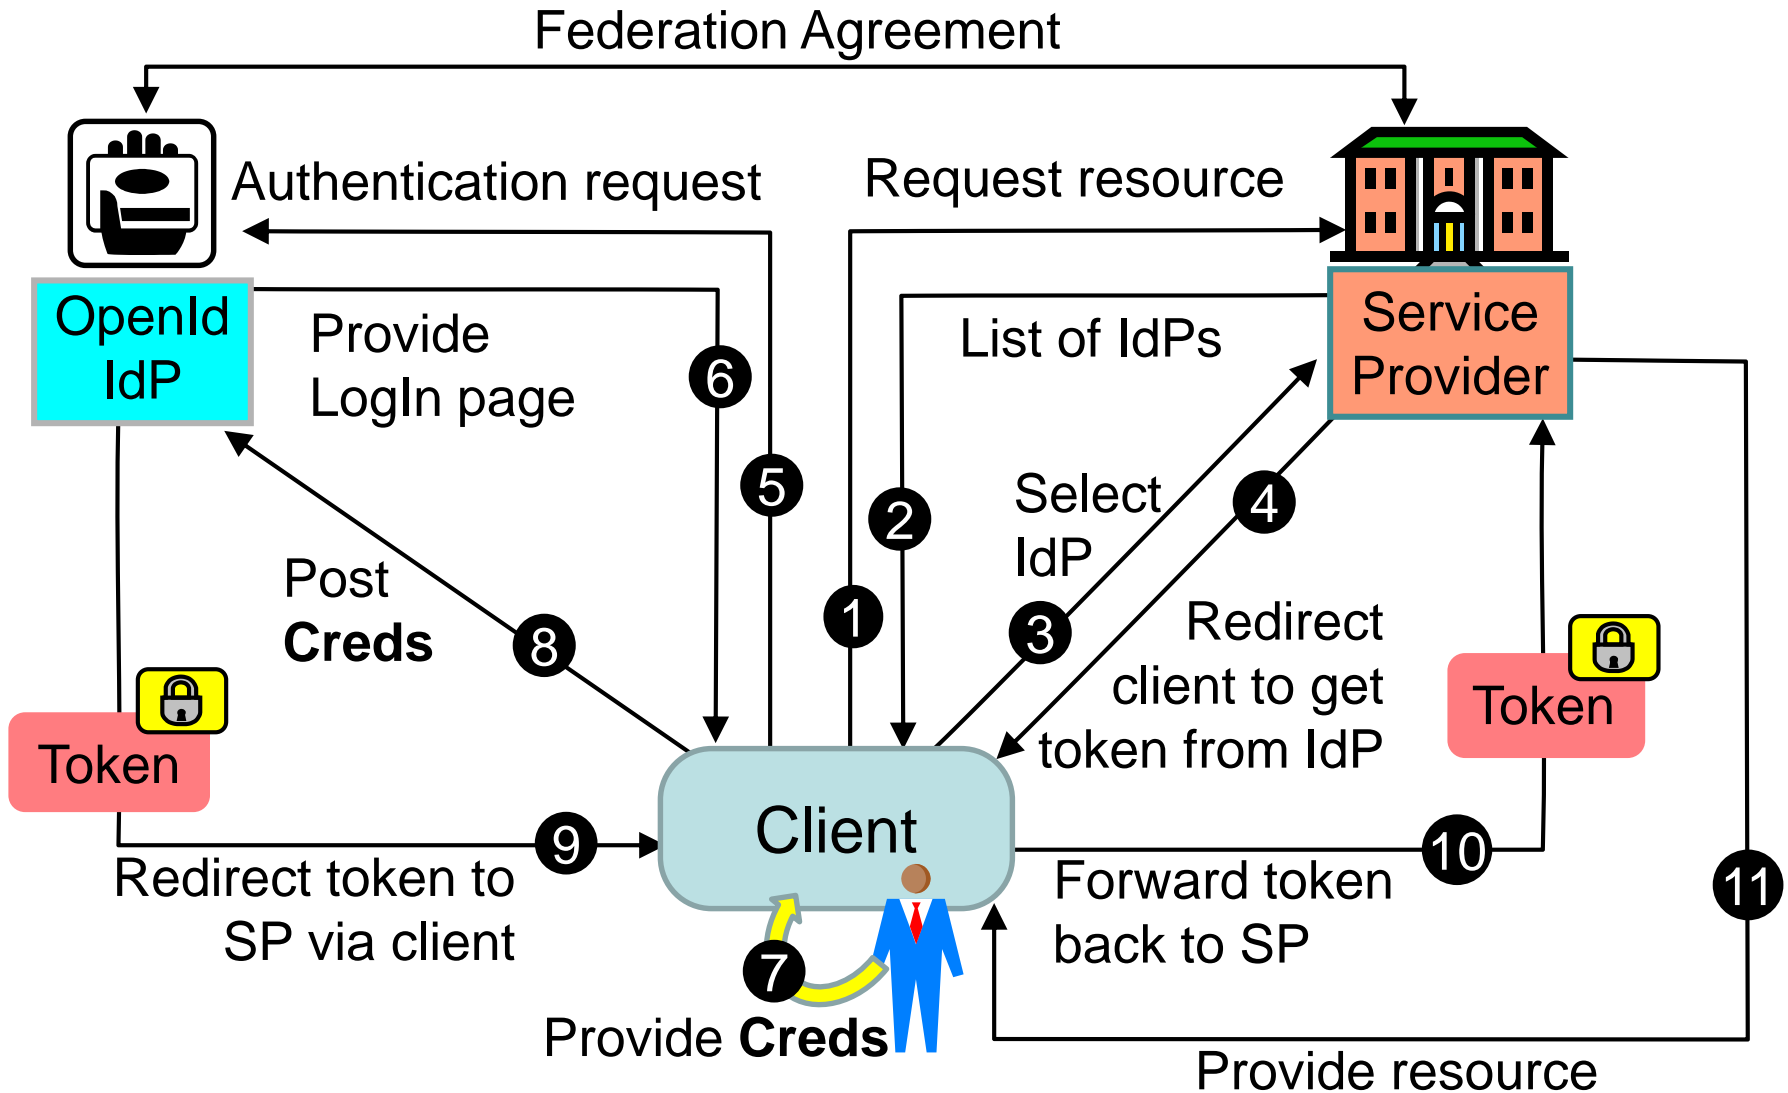 Federation Agreement
Authentication request
Request resource
OpenId
IdP
Provide
LogIn page
6
List of IdPs
Service
Provider
5
2
Select
IdP
4
Post
Creds
8
1
3
Redirect
client to get
token from IdP
Token
Token
Client
9
10
11
Redirect token to
SP via client
Forward token
back to SP
7
Provide Creds
Provide resource